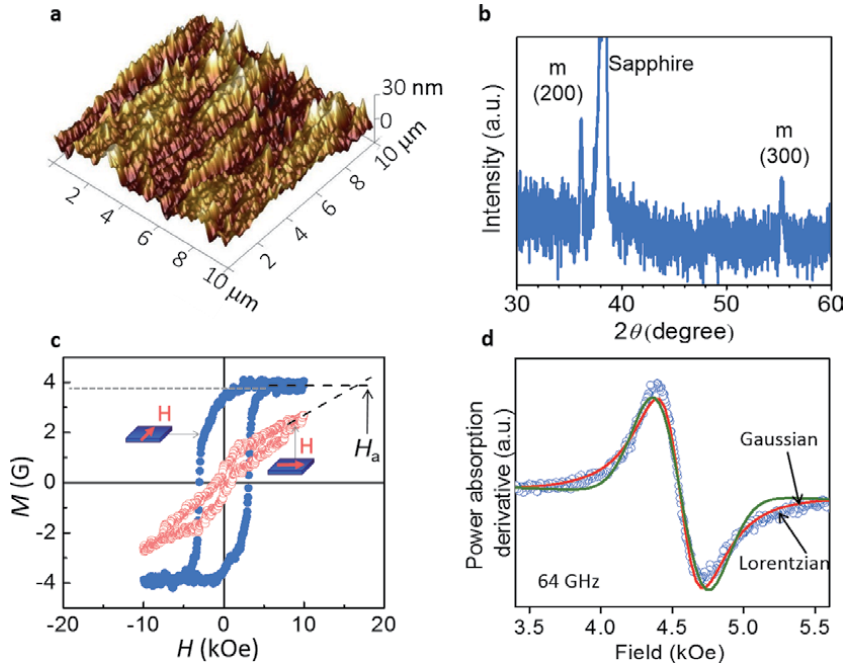 a
30 nm
0
10 μm
8
6
4
2
2
4
6
8
10 μm
b
Intensity (a.u.)
m
(200)
Sapphire
m
(300)
30
40
50
60
2θ (degree)
c
M (G)
4
2
0
-2
-4
H
H
Ha
-20
-10
0
10
20
H (kOe)
d
Power absorption
derivative (a.u.)
Gaussian
Lorentzian
64 GHz
3.5
4.0
4.5
5.0
5.5
Field (kOe)